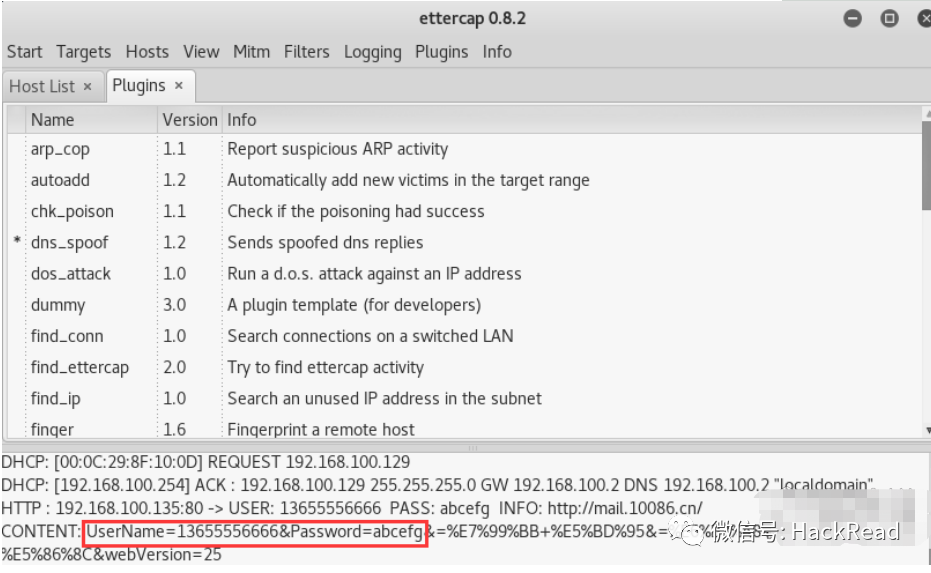 ettercap 0.8.2
Start Targets Hosts View Mitm Filters Logging Plugins Info
Host List × Plugins ×
Name Version Info
arp_cop 1.1 Report suspicious ARP activity
autoadd 1.2 Automatically add new victims in the target range
chk_poison 1.1 Check if the poisoning had success
* dns_spoof 1.2 Sends spoofed dns replies
dos_attack 1.0 Run a d.o.s. attack against an IP address
dummy 3.0 A plugin template (for developers)
find_conn 1.0 Search connections on a switched LAN
find_ettercap 2.0 Try to find ettercap activity
find_ip 1.0 Search an unused IP address in the subnet
finger 1.6 Fingerprint a remote host
DHCP: [00:0C:29:8F:10:0D] REQUEST 192.168.100.129
DHCP: [192.168.100.254] ACK : 192.168.100.129 255.255.255.0 GW 192.168.100.2 DNS 192.168.100.2 "localdomain"
HTTP : 192.168.100.135:80 -> USER: 13655556666 PASS: abcefg INFO: http://mail.10086.cn/
CONTENT: UserName=13655556666&Password=abcefg&=%E7%99%BB+%E5%BD%95&=
%E5%86%8C&webVersion=25
微信号: HackRead